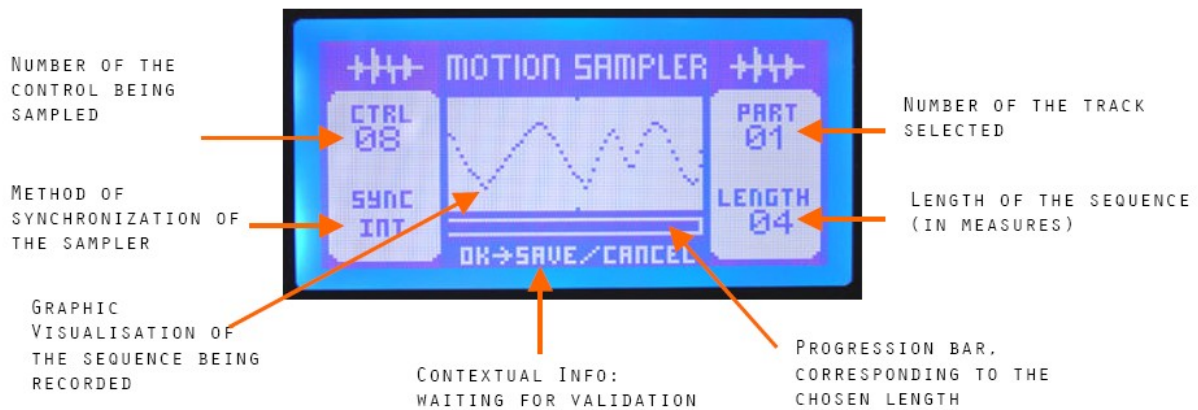 NUMBER OF THE
CONTROL BEING
SAMPLED
METHOD OF
SYNCHRONIZATION OF
THE SAMPLER
GRAPHIC
VISUALISATION OF
THE SEQUENCE BEING
RECORDED
MOTION SAMPLER
CTRL
08
SYNC
INT
PART
01
LENGTH
04
OK→SAVE/CANCEL
CONTEXTUAL INFO:
WAITING FOR VALIDATION
NUMBER OF THE TRACK
SELECTED
LENGTH OF THE SEQUENCE
(IN MEASURES)
PROGRESSION BAR,
CORRESPONDING TO THE
CHOSEN LENGTH